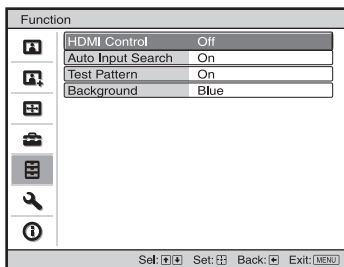 Function
HDMI Control Off
Auto Input Search On
Test Pattern On
Background Blue
Sel: Set: Back: Exit: MENU